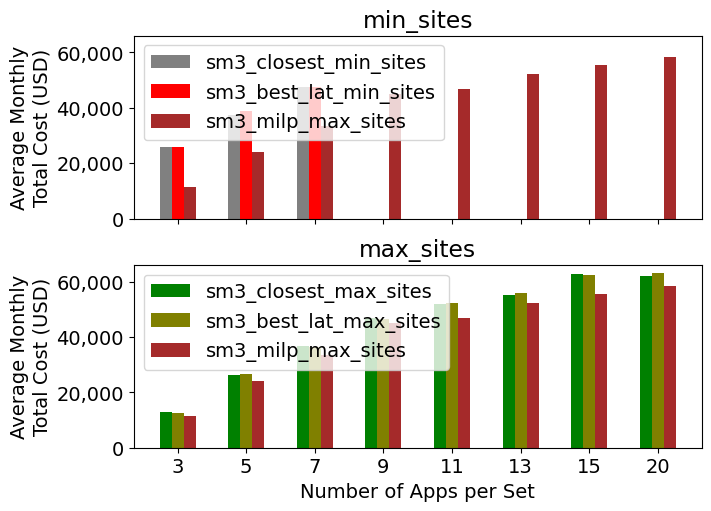 min_sites
60,000
40,000
20,000
0
Average Monthly
Total Cost (USD)
sm3_closest_min_sites
sm3_best_lat_min_sites
sm3_milp_max_sites
max_sites
60,000
40,000
20,000
0
Average Monthly
Total Cost (USD)
sm3_closest_max_sites
sm3_best_lat_max_sites
sm3_milp_max_sites
3 5 7 9 11 13 15 20
Number of Apps per Set